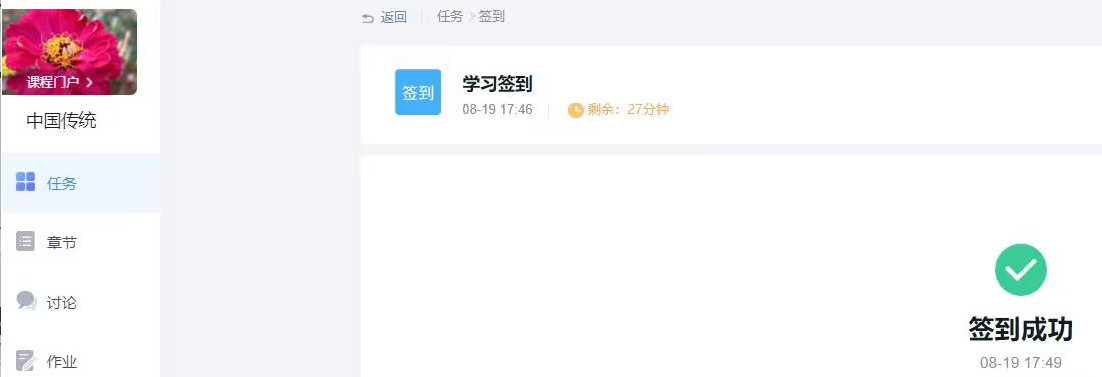 课程门户
中国传统
任务
章节
讨论
作业
返回 任务 签到
签到
学习签到
08-19 17:46 剩余：27分钟
签到成功
08-19 17:49